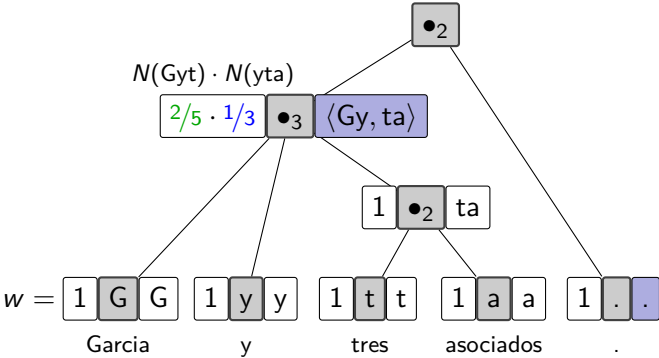 •₂
N(Gyt) · N(yta)
2/5 · 1/3 •₃ ⟨Gy, ta⟩
1 •₂ ta
w = 1 G G 1 y y 1 t t 1 a a 1 . .
Garcia y tres asociados .